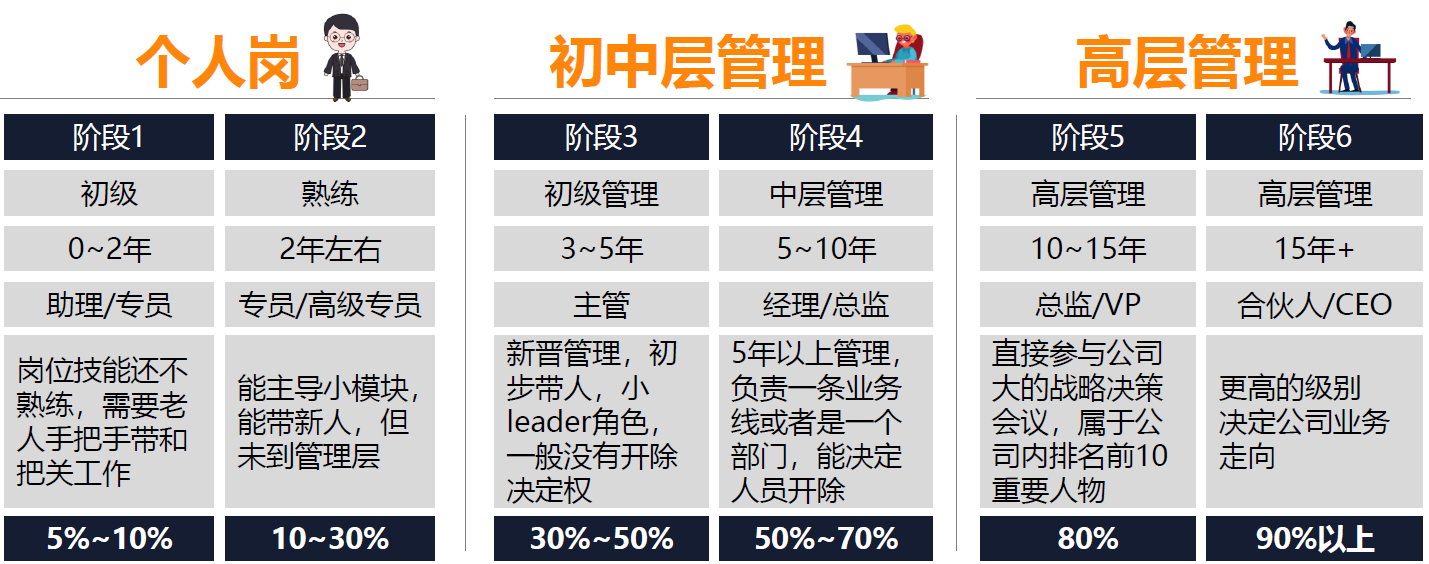 个人岗
初中层管理
高层管理
阶段1
阶段2
阶段3
阶段4
阶段5
阶段6
初级
熟练
初级管理
中层管理
高层管理
高层管理
0~2年
2年左右
3~5年
5~10年
10~15年
15年+
助理/专员
专员/高级专员
主管
经理/总监
总监/VP
合伙人/CEO
岗位技能还不
熟练，需要老
人手把手带和
把关工作
能主导小模块，
能带新人，但
未到管理层
新晋管理，初
步带人，小
leader角色，
一般没有开除
决定权
5年以上管理，
负责一条业务
线或者是一个
部门，能决定
人员开除
直接参与公司
大的战略决策
会议，属于公
司内排名前10
重要人物
更高的级别
决定公司业务
走向
5%~10%
10~30%
30%~50%
50%~70%
80%
90%以上